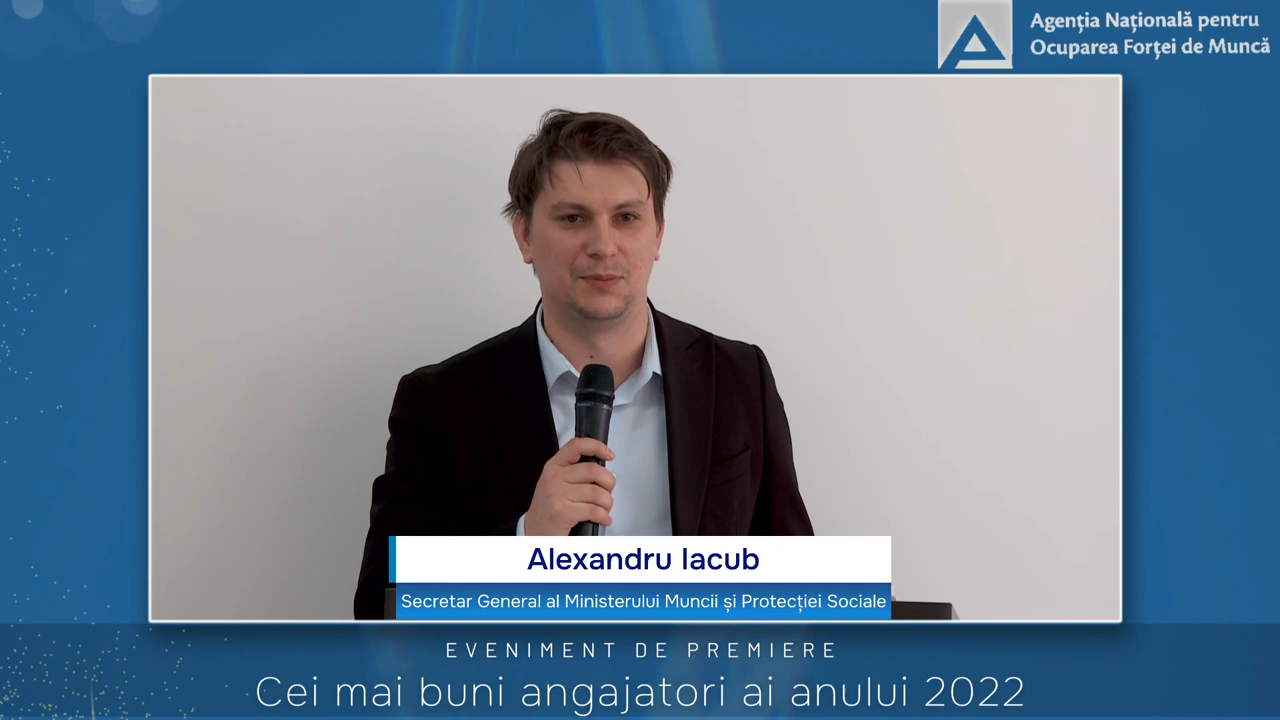 Agenția Națională pentru
Ocuparea Forței de Muncă
Alexandru Iacub
Secretar General al Ministerului Muncii și Protecției Sociale
EVENIMENT DE PREMIERE
Cei mai buni angajatori ai anului 2022